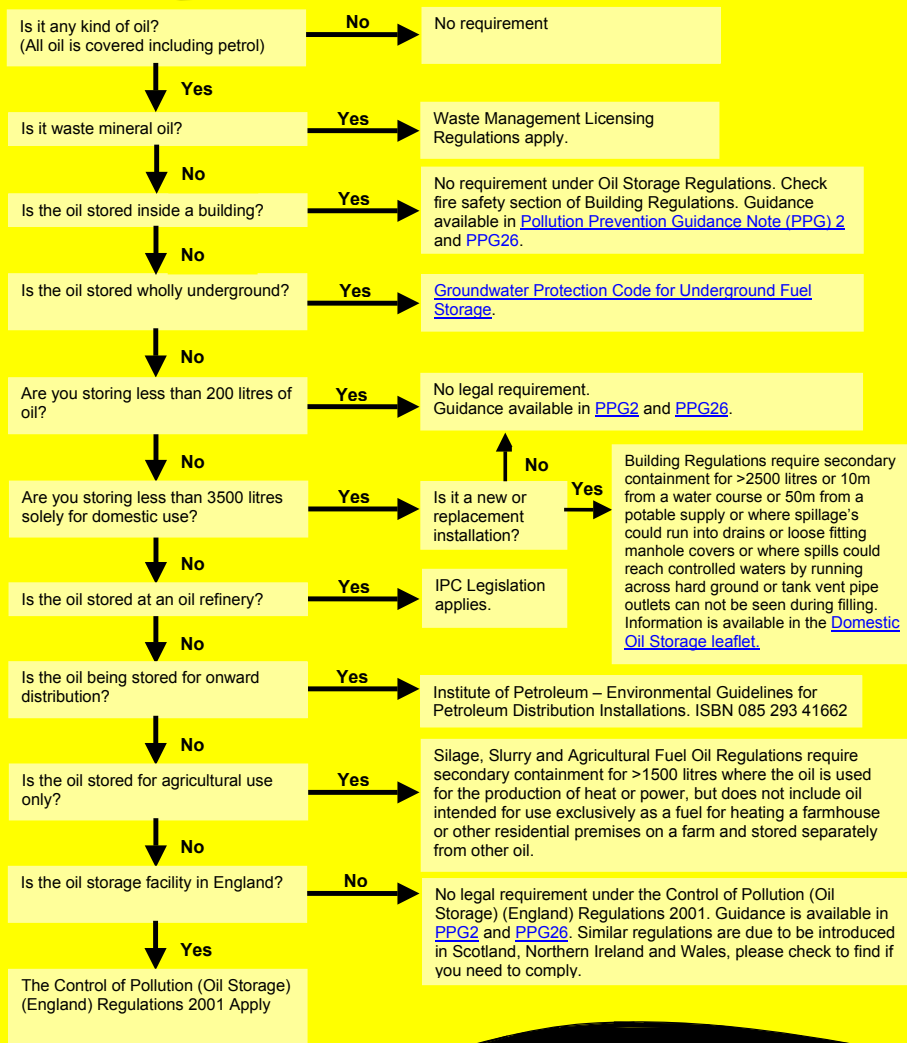 Is it any kind of oil?
(All oil is covered including petrol)
No
No requirement
Yes
Is it waste mineral oil?
Yes
Waste Management Licensing
Regulations apply.
No
Is the oil stored inside a building?
Yes
No requirement under Oil Storage Regulations. Check
fire safety section of Building Regulations. Guidance
available in Pollution Prevention Guidance Note (PPG) 2
and PPG26.
No
Is the oil stored wholly underground?
Yes
Groundwater Protection Code for Underground Fuel
Storage.
No
Are you storing less than 200 litres of
oil?
Yes
No legal requirement.
Guidance available in PPG2 and PPG26.
No
Are you storing less than 3500 litres
solely for domestic use?
Yes
Is it a new or
replacement
installation?
No
Yes
Building Regulations require secondary
containment for >2500 litres or 10m
from a water course or 50m from a
potable supply or where spillage's
could run into drains or loose fitting
manhole covers or where spills could
reach controlled waters by running
across hard ground or tank vent pipe
outlets can not be seen during filling.
Information is available in the Domestic
Oil Storage leaflet.
No
Is the oil stored at an oil refinery?
Yes
IPC Legislation
applies.
No
Is the oil being stored for onward
distribution?
Yes
Institute of Petroleum – Environmental Guidelines for
Petroleum Distribution Installations. ISBN 085 293 41662
No
Is the oil stored for agricultural use
only?
Yes
Silage, Slurry and Agricultural Fuel Oil Regulations require
secondary containment for >1500 litres where the oil is used
for the production of heat or power, but does not include oil
intended for use exclusively as a fuel for heating a farmhouse
or other residential premises on a farm and stored separately
from other oil.
No
Is the oil storage facility in England?
No
No legal requirement under the Control of Pollution (Oil
Storage) (England) Regulations 2001. Guidance is available in
PPG2 and PPG26. Similar regulations are due to be introduced
in Scotland, Northern Ireland and Wales, please check to find if
you need to comply.
Yes
The Control of Pollution (Oil Storage)
(England) Regulations 2001 Apply